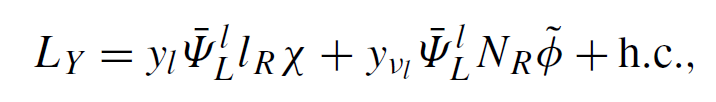 $L_Y = y_l \bar{\Psi}_L^l l_R \chi + y_{\nu_l} \bar{\Psi}_L^l N_R \tilde{\phi} + \text{h.c.},$